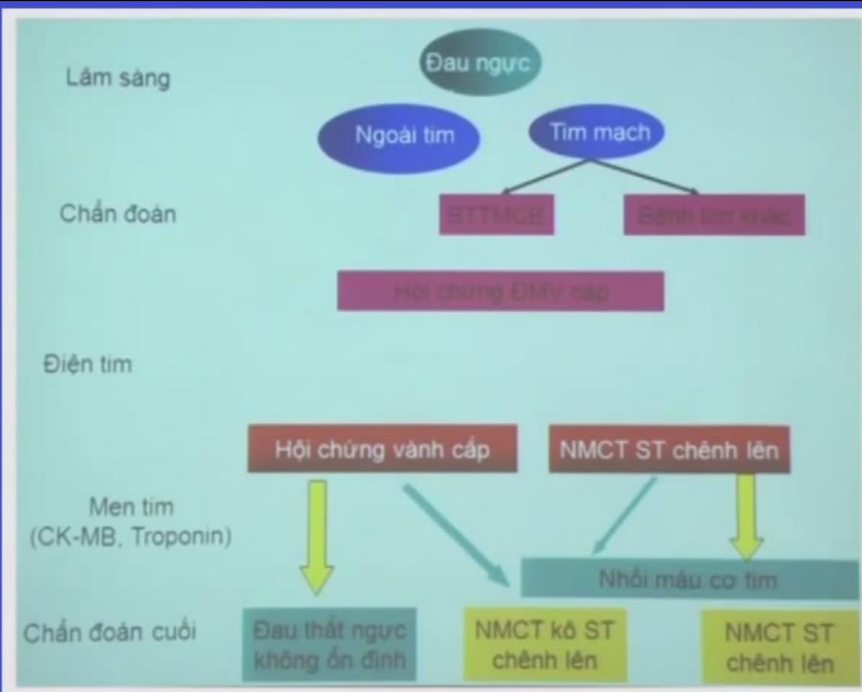 Đau ngực
Lâm sàng
Ngoài tim
Tim mạch
Chẩn đoán
BTTMCB
Bệnh tim khác
Hội chứng ĐMV cấp
Điện tim
Hội chứng vành cấp
NMCT ST chênh lên
Men tim
(CK-MB, Troponin)
Nhồi máu cơ tim
Chẩn đoán cuối
Đau thắt ngực
không ổn định
NMCT kô ST
chênh lên
NMCT ST
chênh lên